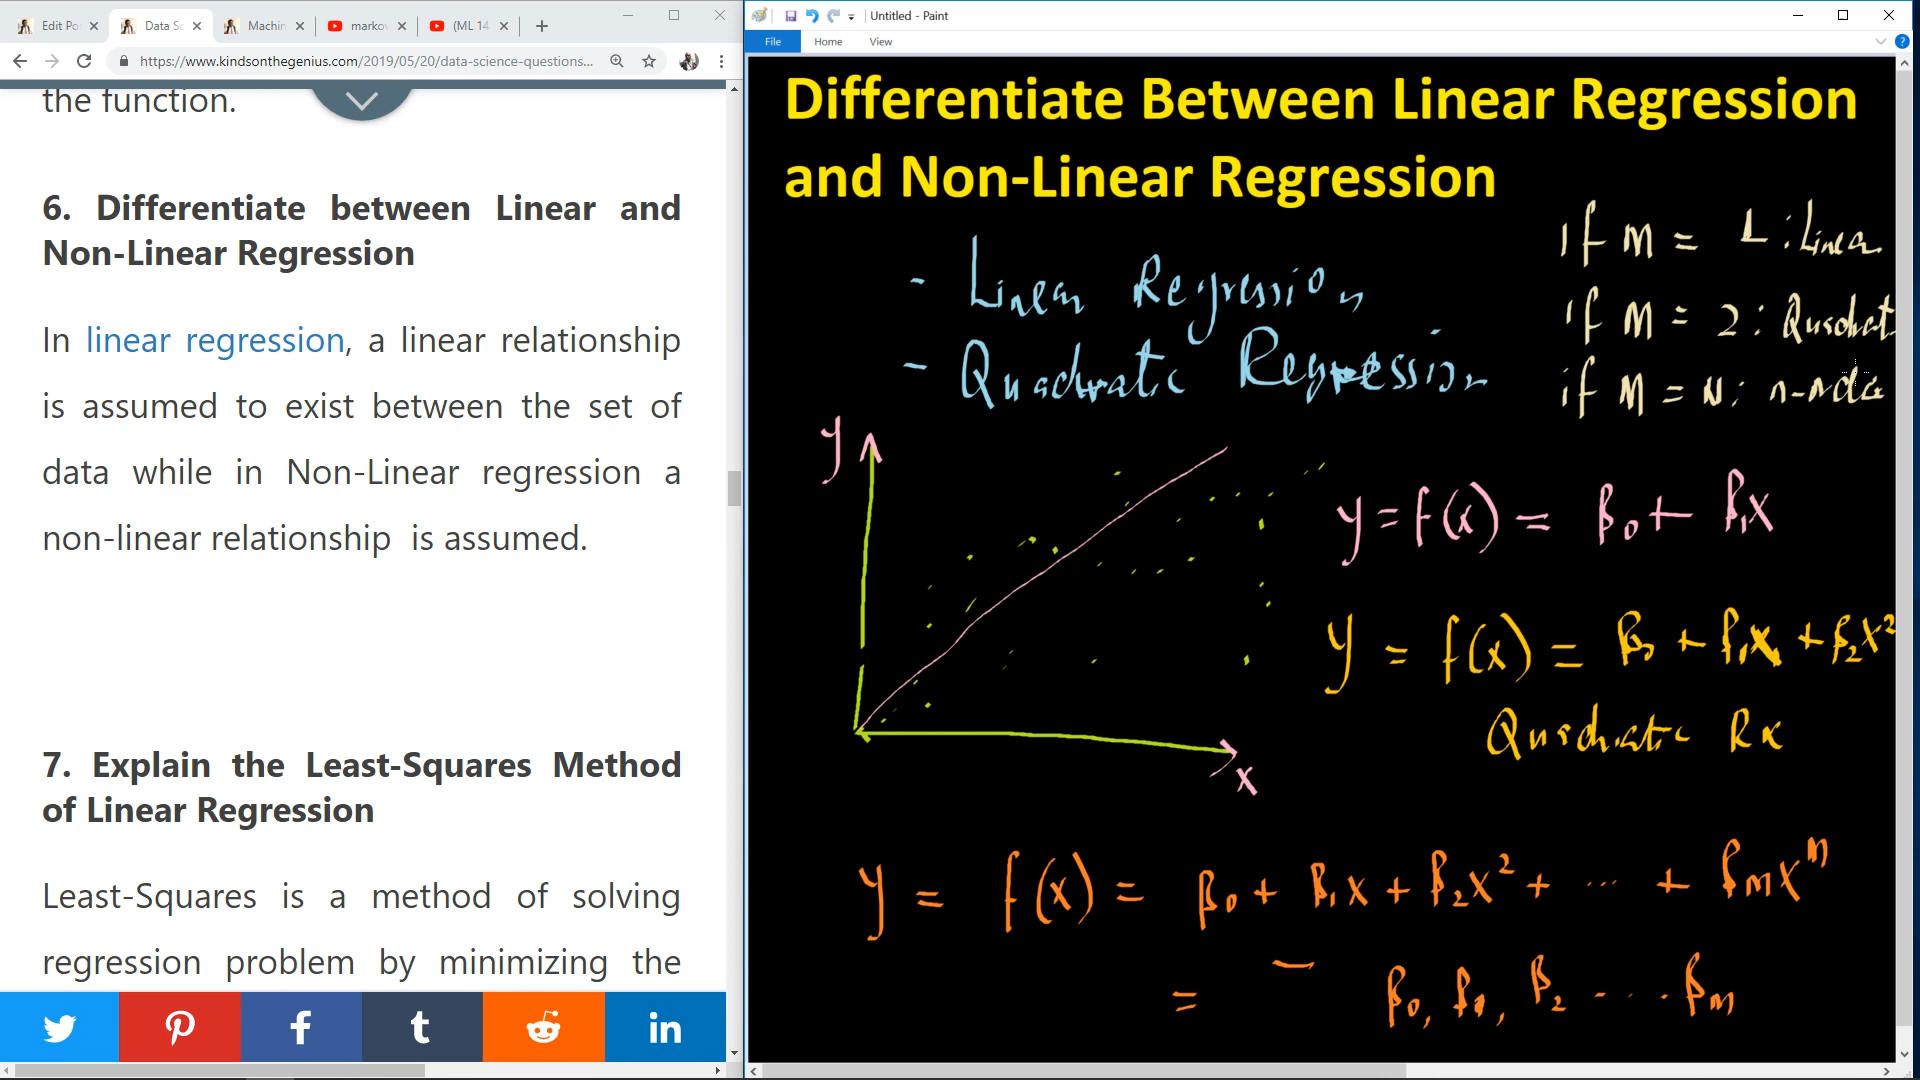 Edit Po
Data Sc
Machin
markov
(ML 14
https://www.kindsonthegenius.com/2019/05/20/data-science-questions...
the function.
6. Differentiate between Linear and
Non-Linear Regression
In linear regression, a linear relationship
is assumed to exist between the set of
data while in Non-Linear regression a
non-linear relationship is assumed.
7. Explain the Least-Squares Method
of Linear Regression
Least-Squares is a method of solving
regression problem by minimizing the
Untitled - Paint
File Home View
Differentiate Between Linear Regression
and Non-Linear Regression
- Linear Regression
- Quadratic Regression
if M = 1 : Linear
if M = 2 : Quadrat
if M = N :
y
x
y = f(x) = β0 + β1x
y = f(x) = β0 + β1x + β2x²
Quadratic
y = f(x) = β0 + β1x + β2x² + ... + βMx^M
= β0, β1, β2 .... βM